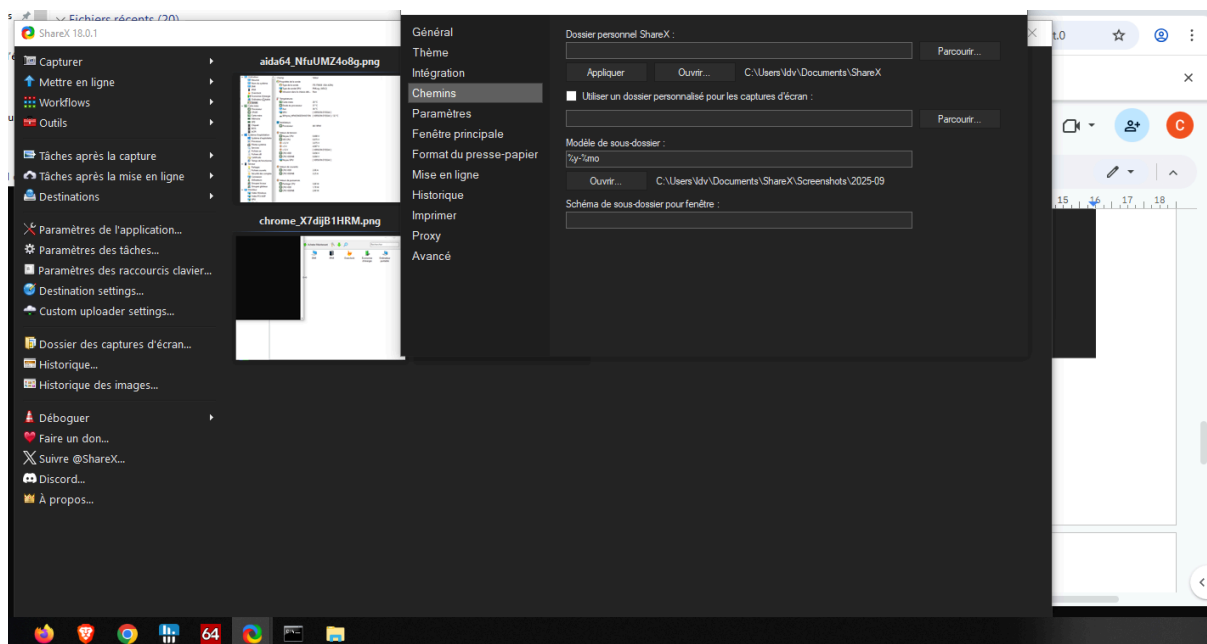 Fichiers récents (20)
ShareX 18.0.1
Capturer
Mettre en ligne
Workflows
Outils
Tâches après la capture
Tâches après la mise en ligne
Destinations
Paramètres de l'application...
Paramètres des tâches...
Paramètres des raccourcis clavier...
Destination settings...
Custom uploader settings...
Dossier des captures d'écran...
Historique...
Historique des images...
Déboguer
Faire un don...
Suivre @ShareX...
Discord...
À propos...
aida64_NfuUMZ4o8g.png
chrome_X7dijB1HRM.png
Général
Thème
Intégration
Chemins
Paramètres
Fenêtre principale
Format du presse-papier
Mise en ligne
Historique
Imprimer
Proxy
Avancé
Dossier personnel ShareX :
Parcourir...
Appliquer Ouvrir... C:\Users\ldv\Documents\ShareX
Utiliser un dossier personnalisé pour les captures d'écran :
Parcourir...
Modèle de sous-dossier :
%y-%mo
Ouvrir... C:\Users\ldv\Documents\ShareX\Screenshots\2025-09
Schéma de sous-dossier pour fenêtre :
t.0
C
15 16 17 18
64